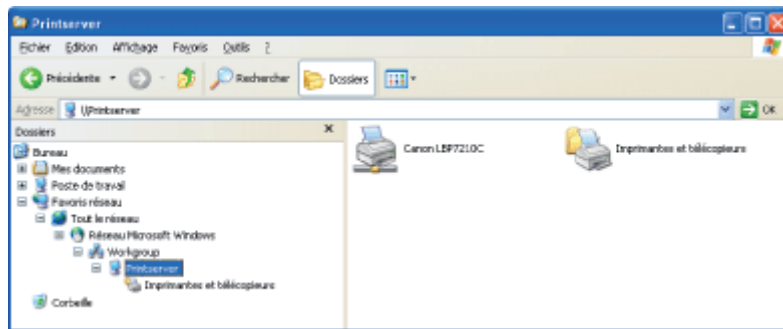 Printserver
Fichier Edition Affichage Favoris Outils ?
Précédente Rechercher Dossiers
Adresse \\Printserver OK
Dossiers x
Bureau
Mes documents
Poste de travail
Favoris réseau
Tout le réseau
Réseau Microsoft Windows
Workgroup
Printserver
Imprimantes et télécopieurs
Corbeille
Canon LBP7210C
Imprimantes et télécopieurs